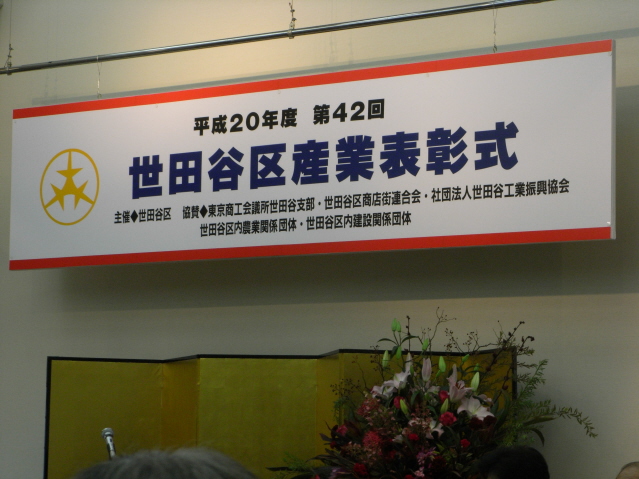 平成20年度 第42回
世田谷区産業表彰式
主催◆世田谷区 協賛◆東京商工会議所世田谷支部・世田谷区商店街連合会・社団法人世田谷工業振興協会
世田谷区内農業関係団体・世田谷区内建設関係団体